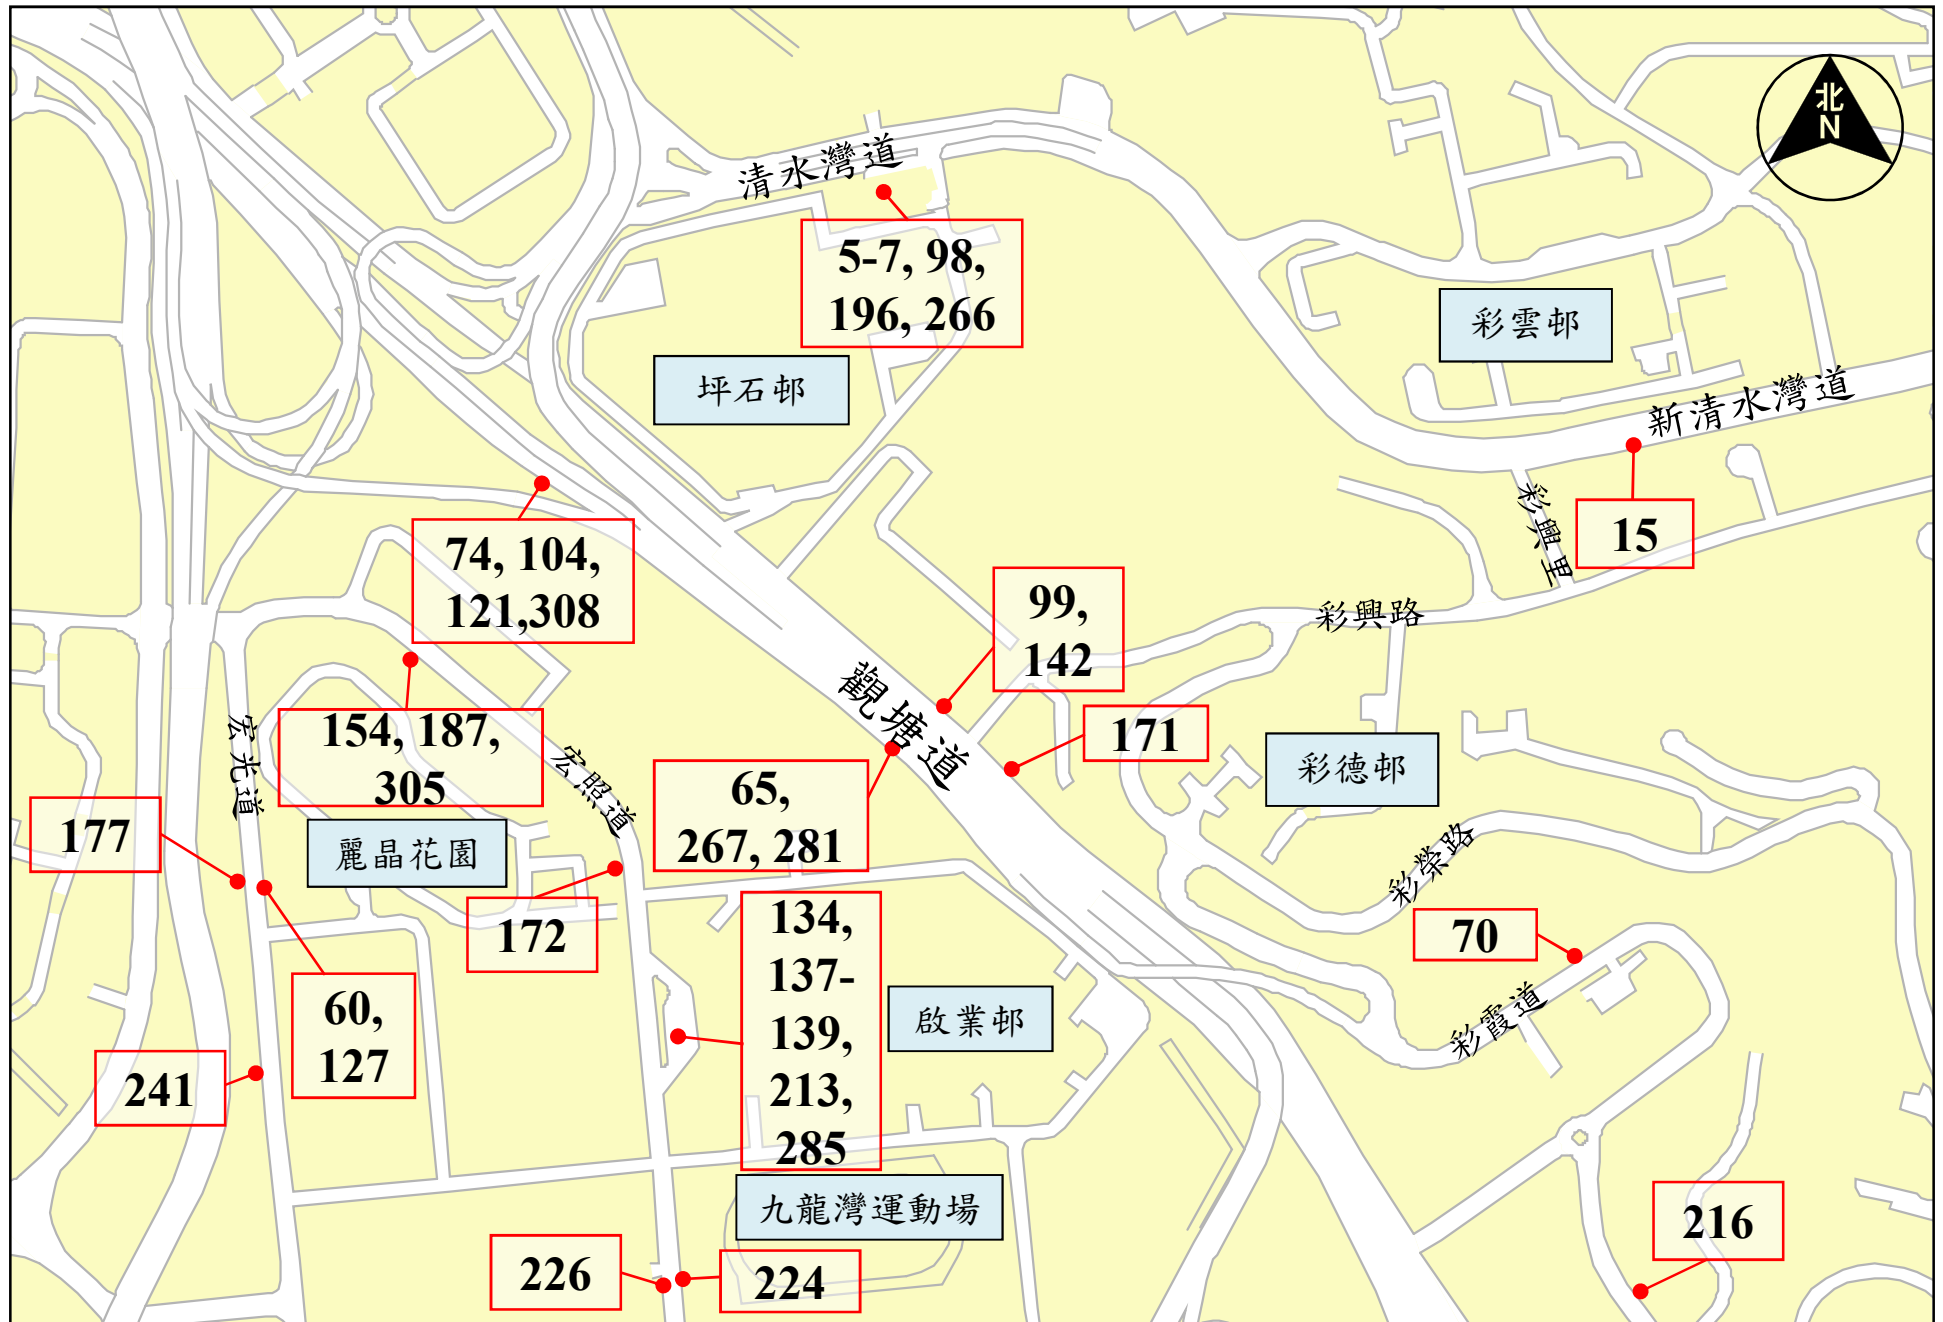 北
N
清水灣道
5-7, 98,
196, 266
彩雲邨
坪石邨
新清水灣道
15
彩興里
74, 104,
121,308
99,
142
彩興路
154, 187,
305
宏光道
宏照道
觀塘道
171
65,
267, 281
彩德邨
177
麗晶花園
172
彩榮路
70
134,
137-
139,
213,
285
60,
127
啟業邨
彩霞道
241
九龍灣運動場
216
226
224